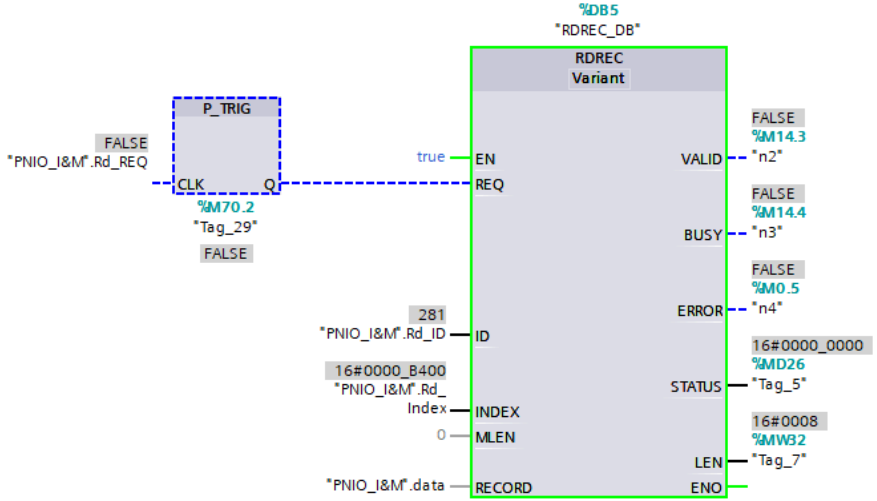 %DB5
"RDREC_DB"
RDREC
Variant
P_TRIG
FALSE
"PNIO_I&M".Rd_REQ
CLK
Q
%M70.2
"Tag_29"
FALSE
true
EN
REQ
281
"PNIO_I&M".Rd_ID
ID
16#0000_B400
"PNIO_I&M".Rd_
Index
INDEX
0
MLEN
"PNIO_I&M".data
RECORD
FALSE
%M14.3
VALID
"n2"
FALSE
%M14.4
BUSY
"n3"
FALSE
%M0.5
ERROR
"n4"
16#0000_0000
%MD26
STATUS
"Tag_5"
16#0008
%MW32
LEN
"Tag_7"
ENO